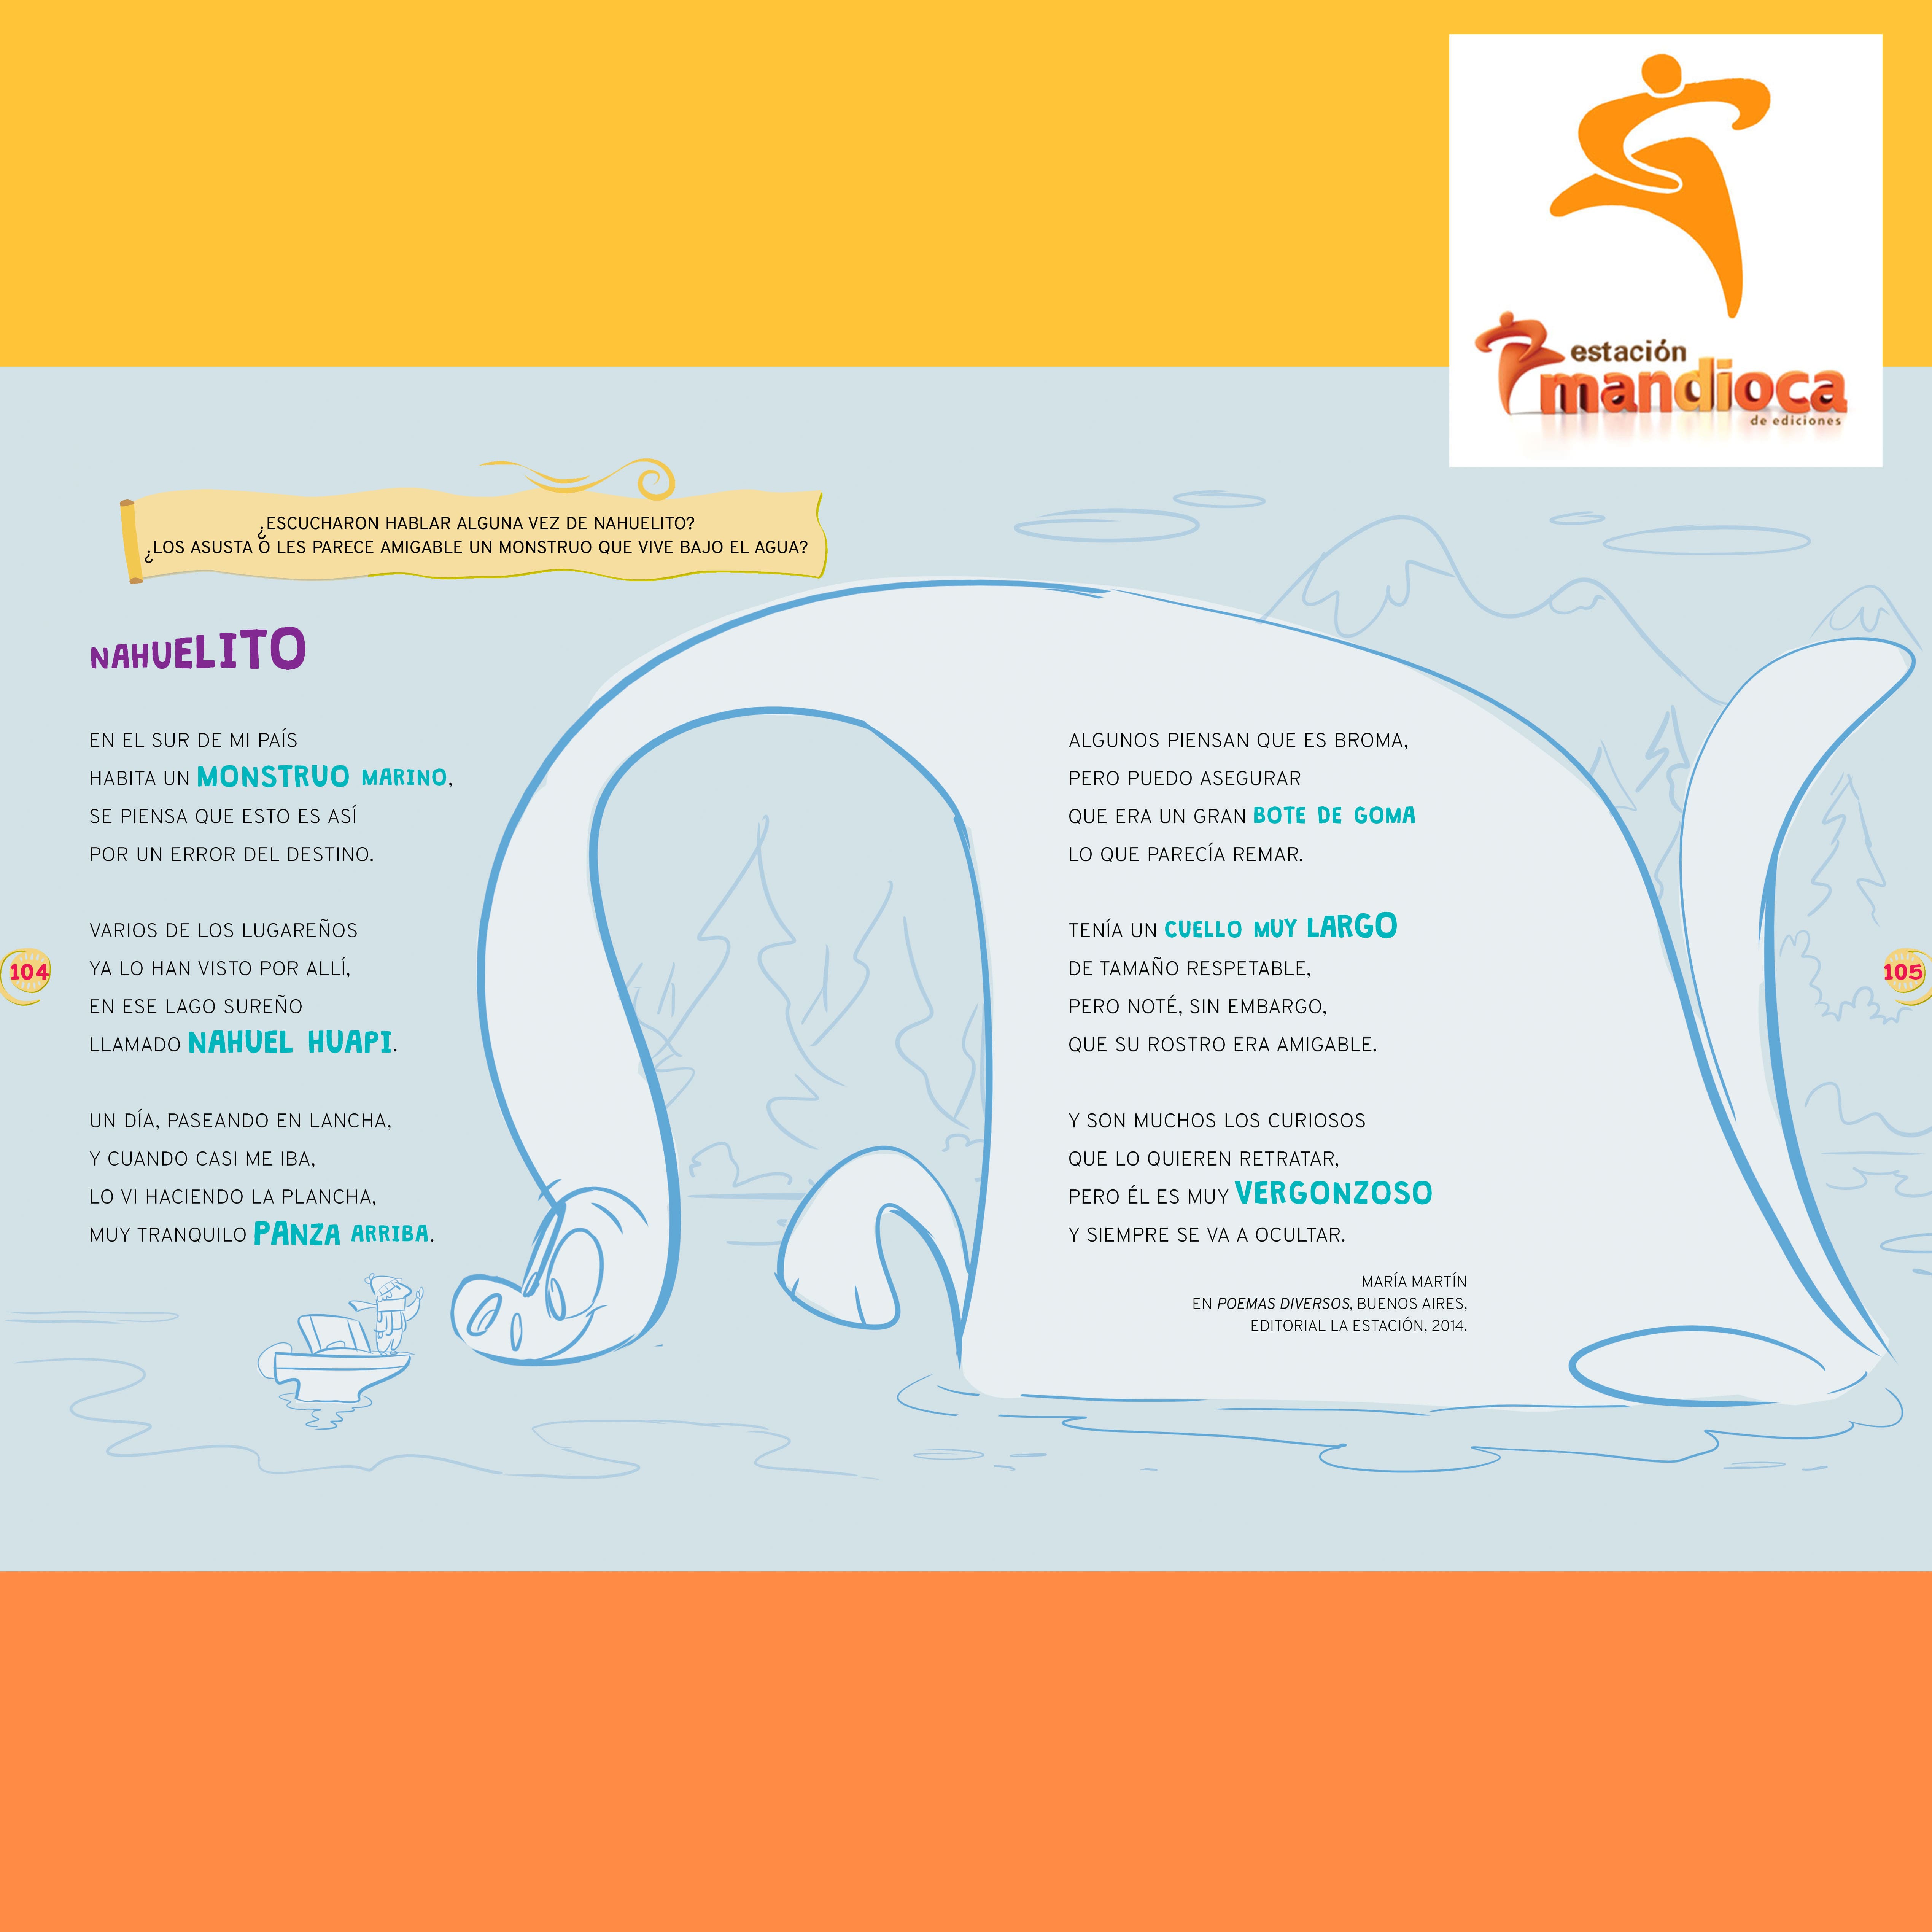 estación
mandioca
de ediciones
¿ESCUCHARON HABLAR ALGUNA VEZ DE NAHUELITO?
¿LOS ASUSTA O LES PARECE AMIGABLE UN MONSTRUO QUE VIVE BAJO EL AGUA?
NAHUELITO
EN EL SUR DE MI PAÍS
HABITA UN MONSTRUO MARINO,
SE PIENSA QUE ESTO ES ASÍ
POR UN ERROR DEL DESTINO.
VARIOS DE LOS LUGAREÑOS
YA LO HAN VISTO POR ALLÍ,
EN ESE LAGO SUREÑO
LLAMADO NAHUEL HUAPI.
UN DÍA, PASEANDO EN LANCHA,
Y CUANDO CASI ME IBA,
LO VI HACIENDO LA PLANCHA,
MUY TRANQUILO PANZA ARRIBA.
104
ALGUNOS PIENSAN QUE ES BROMA,
PERO PUEDO ASEGURAR
QUE ERA UN GRAN BOTE DE GOMA
LO QUE PARECÍA REMAR.
TENÍA UN CUELLO MUY LARGO
DE TAMAÑO RESPETABLE,
PERO NOTÉ, SIN EMBARGO,
QUE SU ROSTRO ERA AMIGABLE.
Y SON MUCHOS LOS CURIOSOS
QUE LO QUIEREN RETRATAR,
PERO ÉL ES MUY VERGONZOSO
Y SIEMPRE SE VA A OCULTAR.
MARÍA MARTÍN
EN POEMAS DIVERSOS, BUENOS AIRES,
EDITORIAL LA ESTACIÓN, 2014.
105